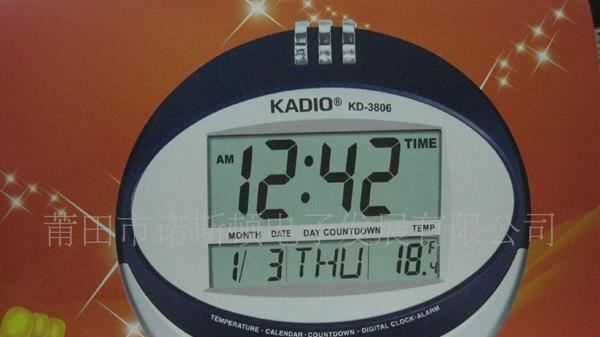 KADIO® KD-3806
AM 12:42 TIME
莆田市诺斯顿电子发展有限公司
MONTH DATE DAY COUNTDOWN TEMP
1/ 3 THU 18.4 °F
TEMPERATURE · CALENDAR · COUNTDOWN · DIGITAL CLOCK · ALARM